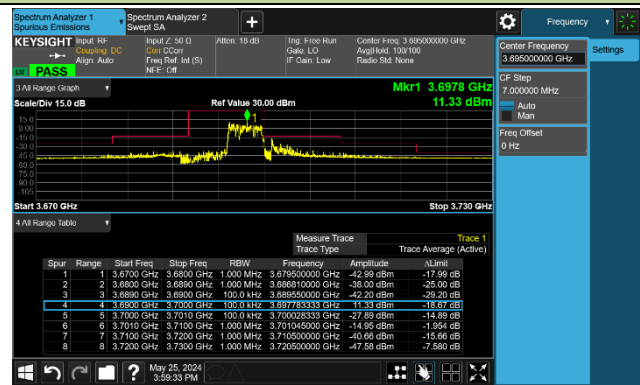 Spectrum Analyzer 1
Spurious Emissions
Spectrum Analyzer 2
Swept SA
Frequency
KEYSIGHT
Input: RF
Coupling: DC
Align: Auto
Input Z: 50 Ω
Corr CCorr
Freq Ref: Int (S)
NFE: Off
Atten: 18 dB
Trig: Free Run
Gate: LO
IF Gain: Low
Center Freq: 3.695000000 GHz
Avg|Hold: 100/100
Radio Std: None
PASS
Center Frequency
3.695000000 GHz
Settings
CF Step
7.000000 MHz
Auto
Man
Freq Offset
0 Hz
3 All Range Graph
Mkr1 3.6978 GHz
Scale/Div 15.0 dB
Ref Value 30.00 dBm
11.33 dBm
1
15.0
0.00
-15.0
-30.0
-45.0
-60.0
-75.0
-90.0
-105
Start 3.670 GHz
Stop 3.730 GHz
4 All Range Table
Measure Trace Trace 1
Trace Type Trace Average (Active)
Spur Range Start Freq Stop Freq RBW Frequency Amplitude ΔLimit
1 1 3.6700 GHz 3.6800 GHz 1.000 MHz 3.679500000 GHz -42.99 dBm -17.99 dB
2 2 3.6800 GHz 3.6890 GHz 1.000 MHz 3.686810000 GHz -38.00 dBm -25.00 dB
3 3 3.6890 GHz 3.6900 GHz 100.0 kHz 3.689550000 GHz -42.20 dBm -29.20 dB
4 4 3.6900 GHz 3.7000 GHz 100.0 kHz 3.697783333 GHz 11.33 dBm -18.67 dB
5 5 3.7000 GHz 3.7010 GHz 100.0 kHz 3.700028333 GHz -27.89 dBm -14.89 dB
6 6 3.7010 GHz 3.7100 GHz 1.000 MHz 3.701045000 GHz -14.95 dBm -1.954 dB
7 7 3.7100 GHz 3.7200 GHz 1.000 MHz 3.710500000 GHz -40.66 dBm -15.66 dB
8 8 3.7200 GHz 3.7300 GHz 1.000 MHz 3.720500000 GHz -47.58 dBm -7.580 dB
May 25, 2024
3:59:33 PM